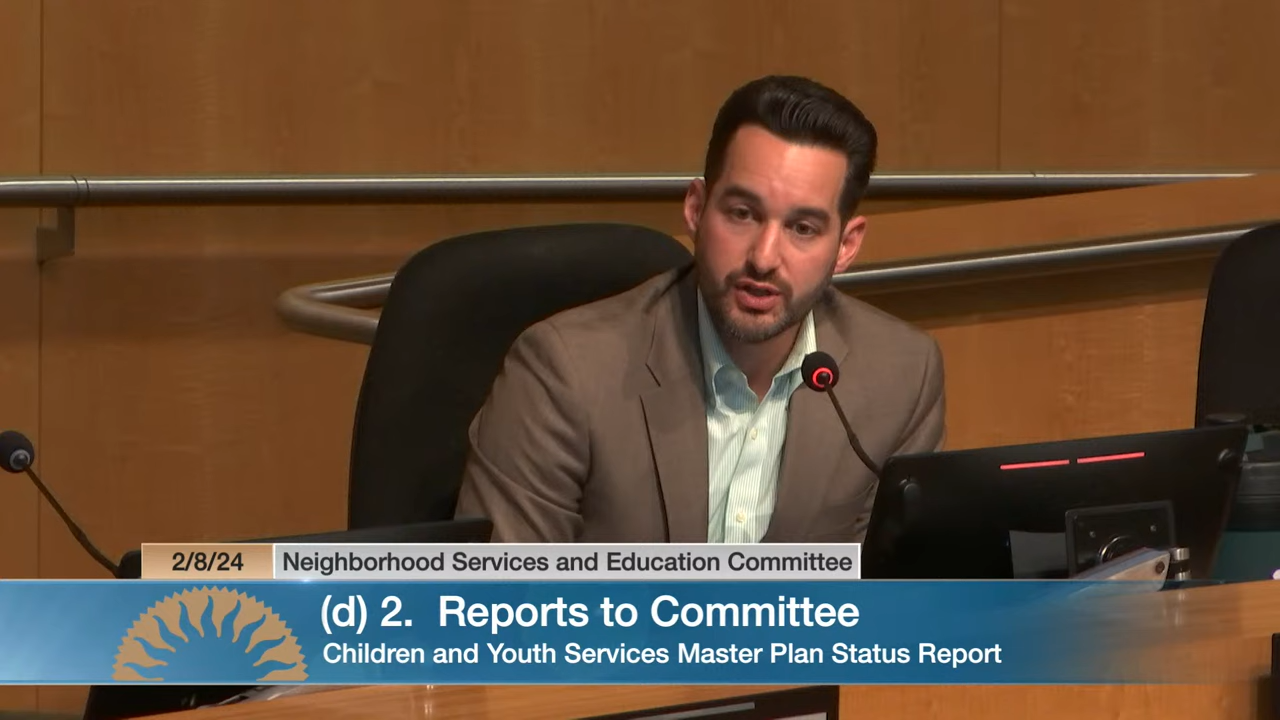 2/8/24 Neighborhood Services and Education Committee
(d) 2. Reports to Committee
Children and Youth Services Master Plan Status Report